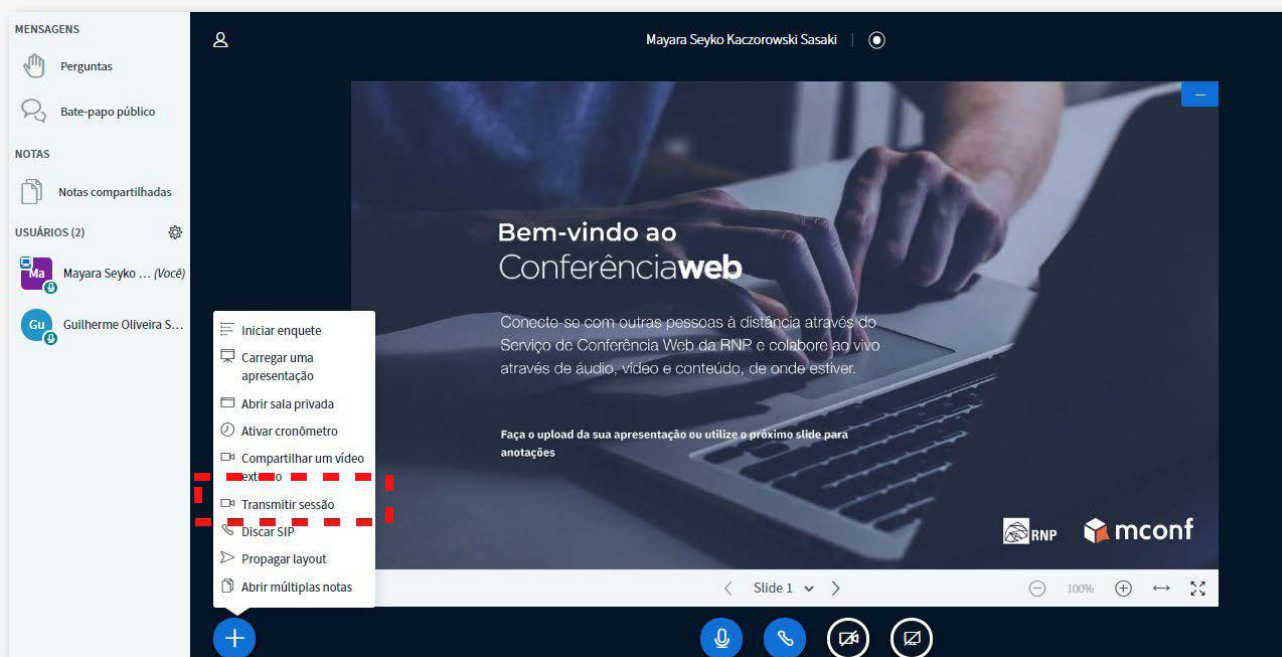 MENSAGENS
Perguntas
Bate-papo público
NOTAS
Notas compartilhadas
USUÁRIOS (2)
Ma
Mayara Seyko ... (Você)
Gu
Guilherme Oliveira S...
Mayara Seyko Kaczorowski Sasaki
Bem-vindo ao
Conferênciaweb
Conecte-se com outras pessoas à distância através do
Serviço de Conferência Web da RNP e colabore ao vivo
através de áudio, vídeo e conteúdo, de onde estiver.
Faça o upload da sua apresentação ou utilize o próximo slide para
anotações
RNP
mconf
Iniciar enquete
Carregar uma
apresentação
Abrir sala privada
Ativar cronômetro
Compartilhar um vídeo
externo
Transmitir sessão
Discar SIP
Propagar layout
Abrir múltiplas notas
Slide 1
100%